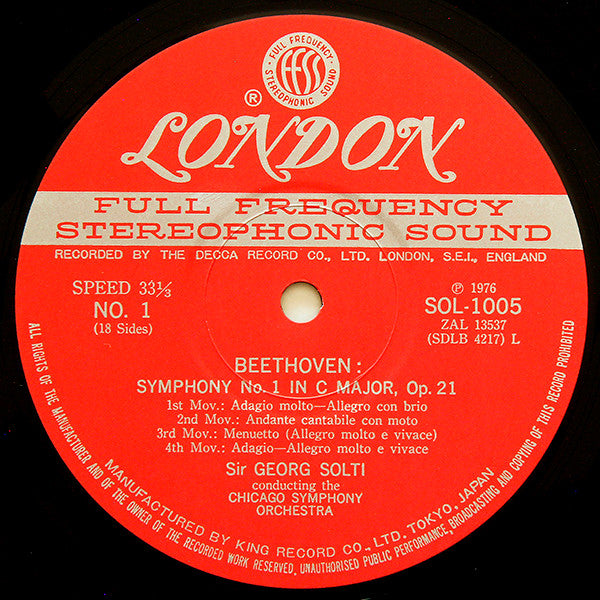 FULL FREQUENCY
FFSS
STEREOPHONIC SOUND
®
LONDON
FULL FREQUENCY
STEREOPHONIC SOUND
RECORDED BY THE DECCA RECORD CO., LTD. LONDON, S.E.I., ENGLAND
SPEED 33⅓
NO. 1
(18 Sides)
℗ 1976
SOL-1005
ZAL 13537
(SDLB 4217) L
BEETHOVEN :
SYMPHONY No. 1 IN C MAJOR, Op. 21
1st Mov.: Adagio molto—Allegro con brio
2nd Mov.: Andante cantabile con moto
3rd Mov.: Menuetto (Allegro molto e vivace)
4th Mov.: Adagio—Allegro molto e vivace
Sir GEORG SOLTI
conducting the
CHICAGO SYMPHONY
ORCHESTRA
MANUFACTURED BY KING RECORD CO., LTD. TOKYO, JAPAN
ALL RIGHTS OF THE MANUFACTURER AND OF THE OWNER OF THE RECORDED WORK RESERVED, UNAUTHORISED PUBLIC PERFORMANCE, BROADCASTING AND COPYING OF THIS RECORD PROHIBITED